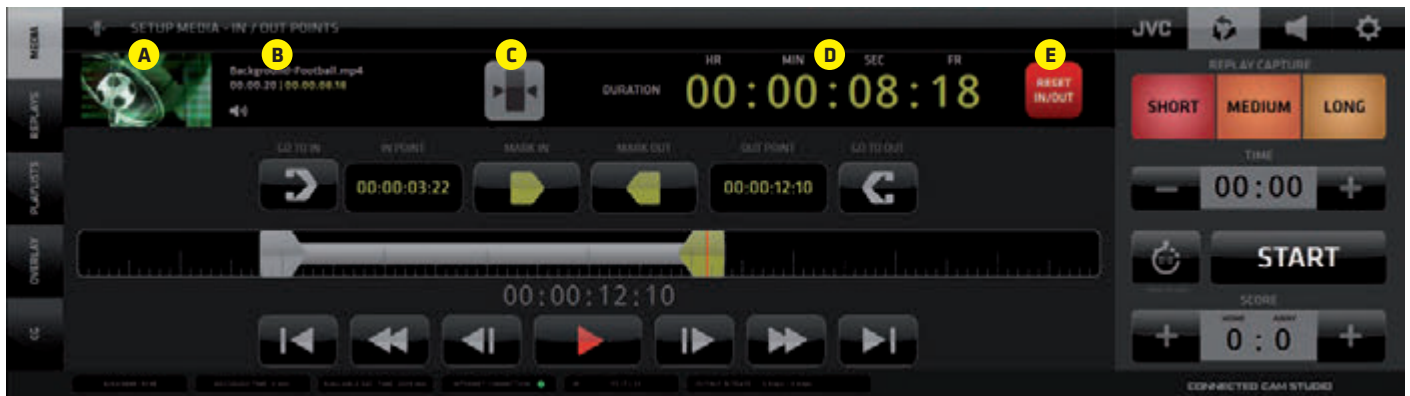 MEDIA
REPLAYS
PLAYLISTS
OVERLAY
CG
SETUP MEDIA - IN / OUT POINTS
A
B
C
D
E
Background-Football.mp4
00:00:08:18
DURATION
HR MIN SEC FR
00:00:08:18
RESET
IN/OUT
GO TO IN
IN POINT
MARK IN
MARK OUT
OUT POINT
GO TO OUT
00:00:03:22
00:00:12:10
00:00:12:10
JVC
REPLAY CAPTURE
SHORT
MEDIUM
LONG
TIME
00:00
START
SCORE
HOME AWAY
0 : 0
CONNECTED CAM STUDIO